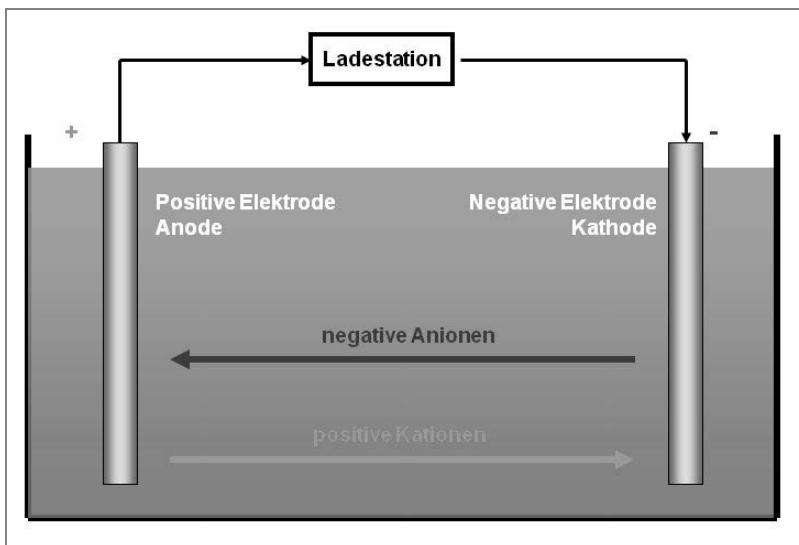 Ladestation
+
-
Positive Elektrode
Anode
Negative Elektrode
Kathode
negative Anionen
positive Kationen